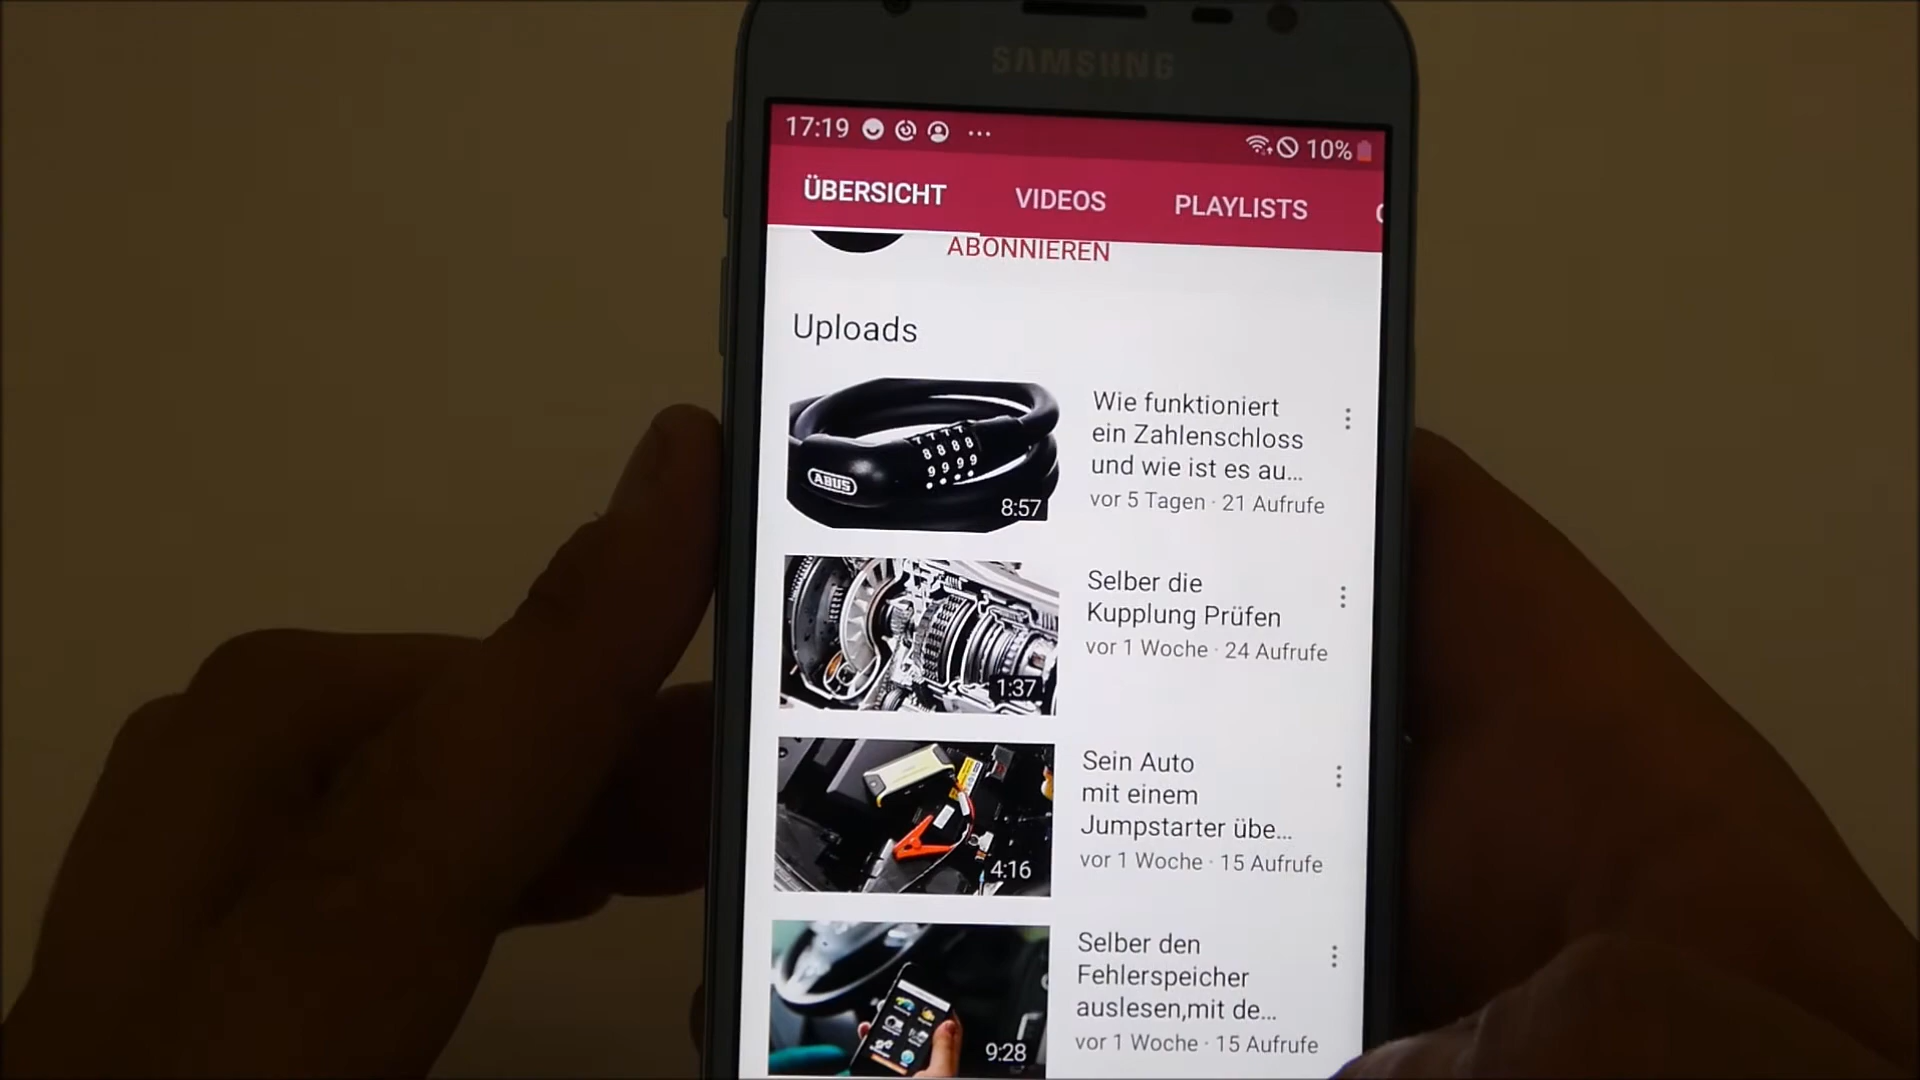 SAMSUNG
17:19
10%
ÜBERSICHT
VIDEOS
PLAYLISTS
ABONNIEREN
Uploads
ABUS
8:57
Wie funktioniert
ein Zahlenschloss
und wie ist es au...
vor 5 Tagen · 21 Aufrufe
1:37
Selber die
Kupplung Prüfen
vor 1 Woche · 24 Aufrufe
4:16
Sein Auto
mit einem
Jumpstarter übe...
vor 1 Woche · 15 Aufrufe
9:28
Selber den
Fehlerspeicher
auslesen,mit de...
vor 1 Woche · 15 Aufrufe